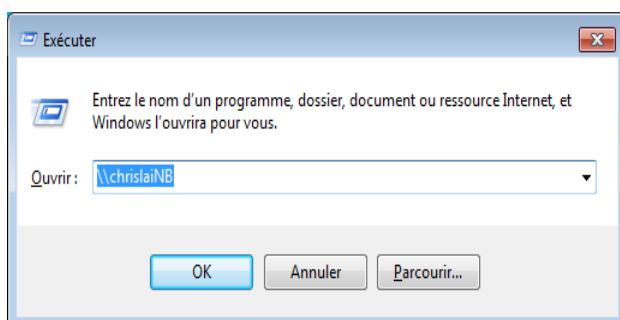 Exécuter
Entrez le nom d'un programme, dossier, document ou ressource Internet, et
Windows l'ouvrira pour vous.
Ouvrir : \\chrislaiNB
OK Annuler Parcourir...